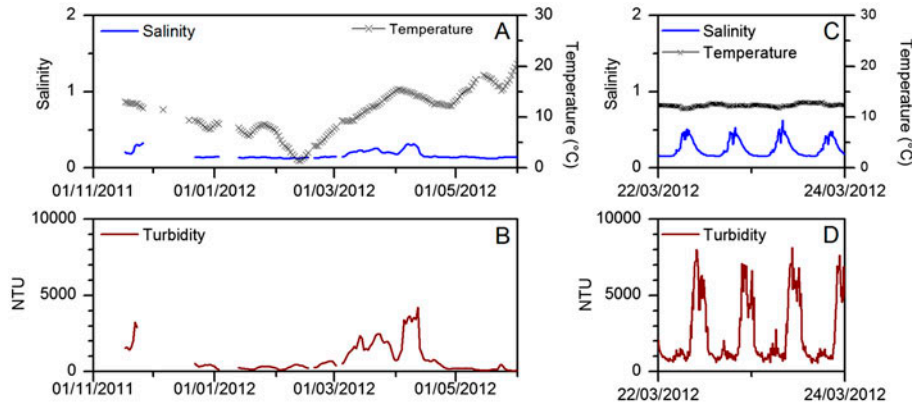 Salinity
Temperature
A
2
1
0
Salinity
30
20
10
0
Temperature (°C)
01/11/2011
01/01/2012
01/03/2012
01/05/2012
Salinity
Temperature
C
2
1
0
Salinity
30
20
10
0
Temperature (°C)
22/03/2012
24/03/2012
Turbidity
B
10000
5000
0
NTU
01/11/2011
01/01/2012
01/03/2012
01/05/2012
Turbidity
D
10000
5000
0
NTU
22/03/2012
24/03/2012